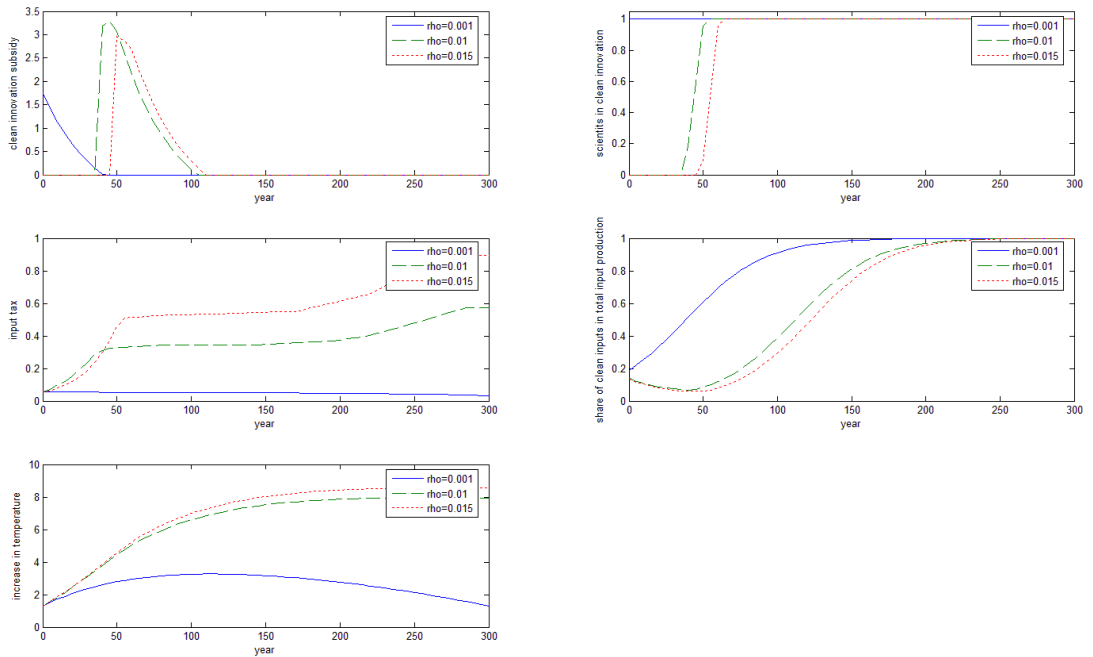 clean innovation subsidy
3.5
3
2.5
2
1.5
1
0.5
0
0 50 100 150 200 250 300
year
rho=0.001
rho=0.01
rho=0.015
scientits in clean innovation
1
0.8
0.6
0.4
0.2
0
0 50 100 150 200 250 300
year
rho=0.001
rho=0.01
rho=0.015
input tax
1
0.8
0.6
0.4
0.2
0
0 50 100 150 200 250 300
year
rho=0.001
rho=0.01
rho=0.015
share of clean inputs in total input production
1
0.8
0.6
0.4
0.2
0
0 50 100 150 200 250 300
year
rho=0.001
rho=0.01
rho=0.015
increase in temperature
10
8
6
4
2
0
0 50 100 150 200 250 300
year
rho=0.001
rho=0.01
rho=0.015